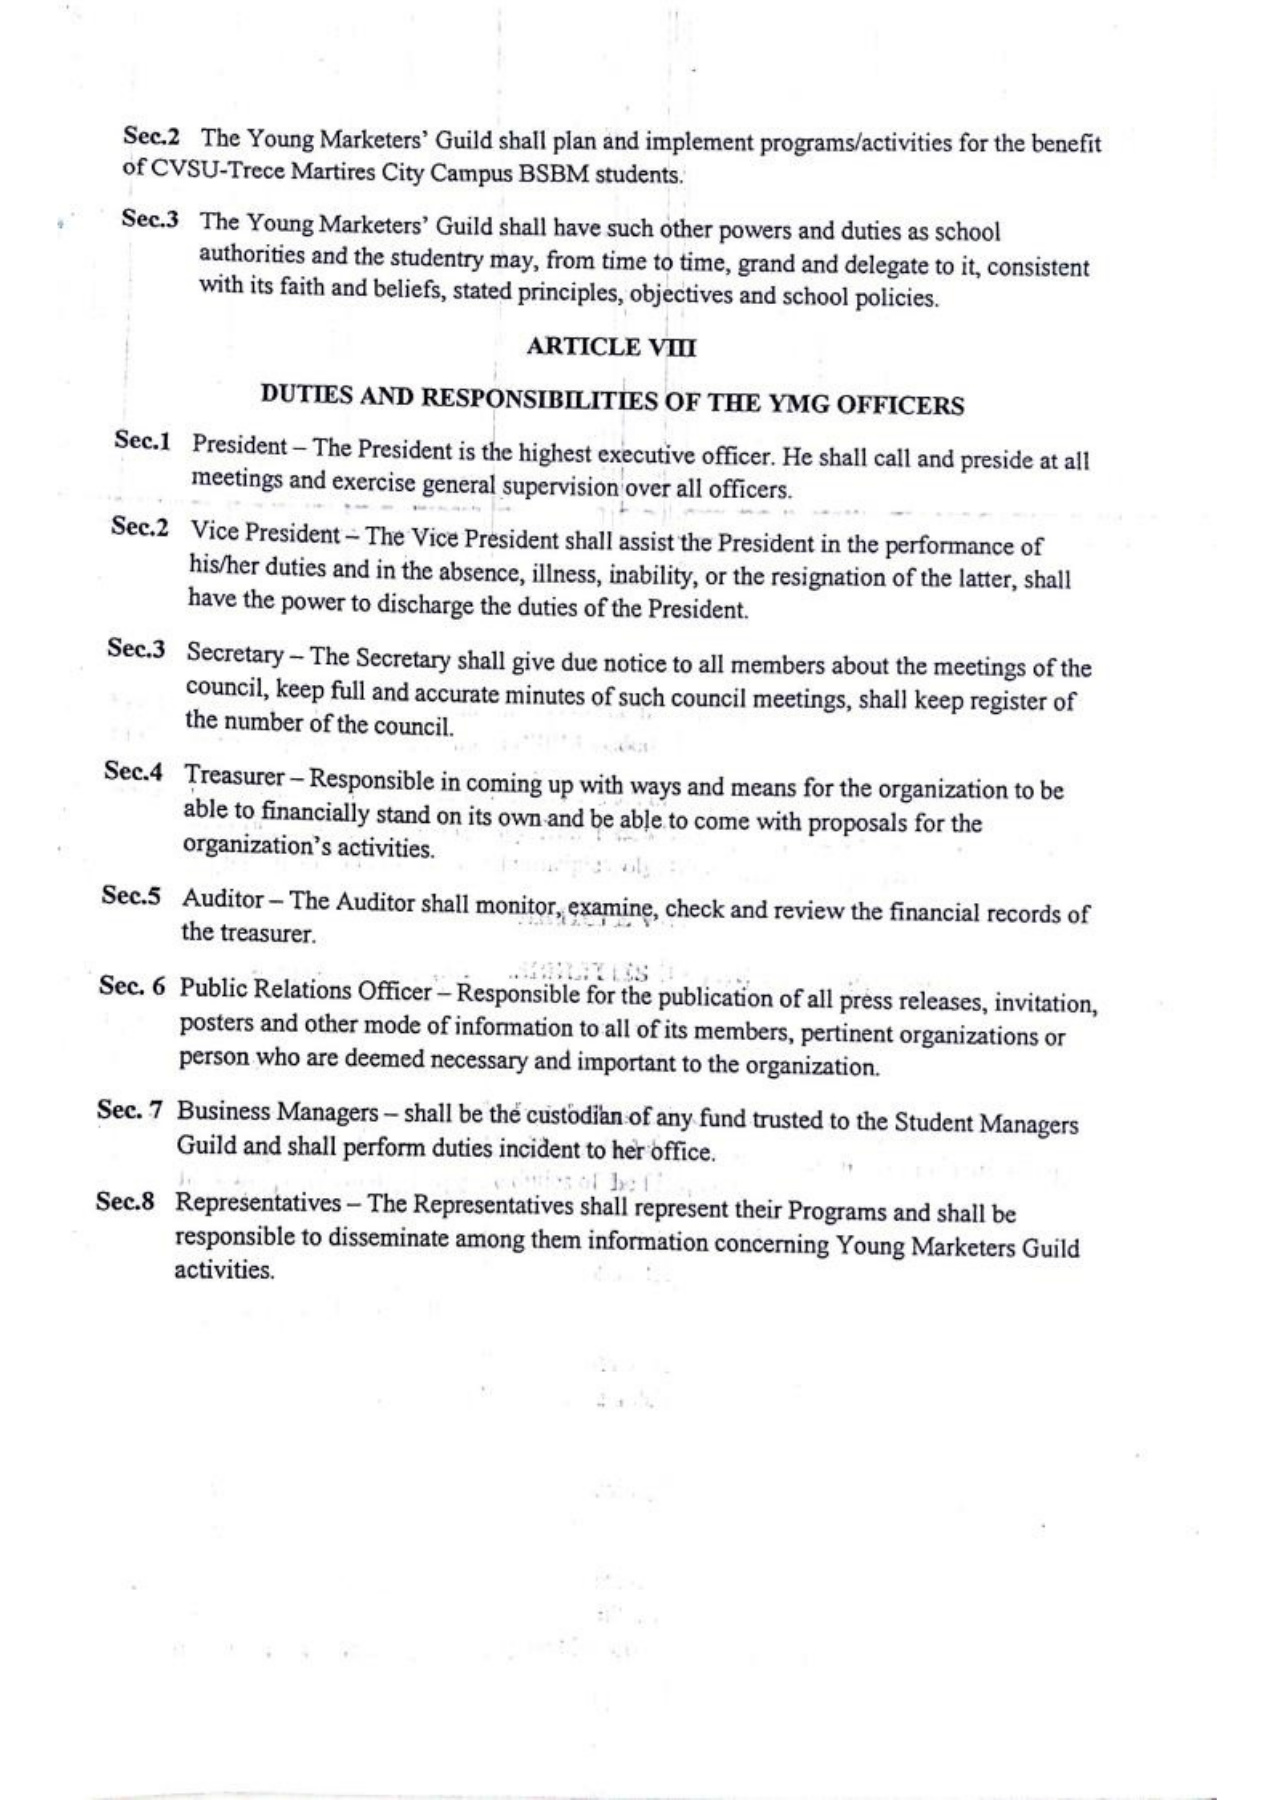 Sec.2 The Young Marketers' Guild shall plan and implement programs/activities for the benefit
of CVSU-Trece Martires City Campus BSBM students.
Sec.3 The Young Marketers' Guild shall have such other powers and duties as school
authorities and the studentry may, from time to time, grand and delegate to it, consistent
with its faith and beliefs, stated principles, objectives and school policies.
ARTICLE VIII
DUTIES AND RESPONSIBILITIES OF THE YMG OFFICERS
Sec.1 President – The President is the highest executive officer. He shall call and preside at all
meetings and exercise general supervision over all officers.
Sec.2 Vice President – The Vice President shall assist the President in the performance of
his/her duties and in the absence, illness, inability, or the resignation of the latter, shall
have the power to discharge the duties of the President.
Sec.3 Secretary – The Secretary shall give due notice to all members about the meetings of the
council, keep full and accurate minutes of such council meetings, shall keep register of
the number of the council.
Sec.4 Treasurer – Responsible in coming up with ways and means for the organization to be
able to financially stand on its own and be able to come with proposals for the
organization's activities.
Sec.5 Auditor – The Auditor shall monitor, examine, check and review the financial records of
the treasurer.
Sec. 6 Public Relations Officer – Responsible for the publication of all press releases, invitation,
posters and other mode of information to all of its members, pertinent organizations or
person who are deemed necessary and important to the organization.
Sec. 7 Business Managers – shall be the custodian of any fund trusted to the Student Managers
Guild and shall perform duties incident to her office.
Sec.8 Representatives – The Representatives shall represent their Programs and shall be
responsible to disseminate among them information concerning Young Marketers Guild
activities.